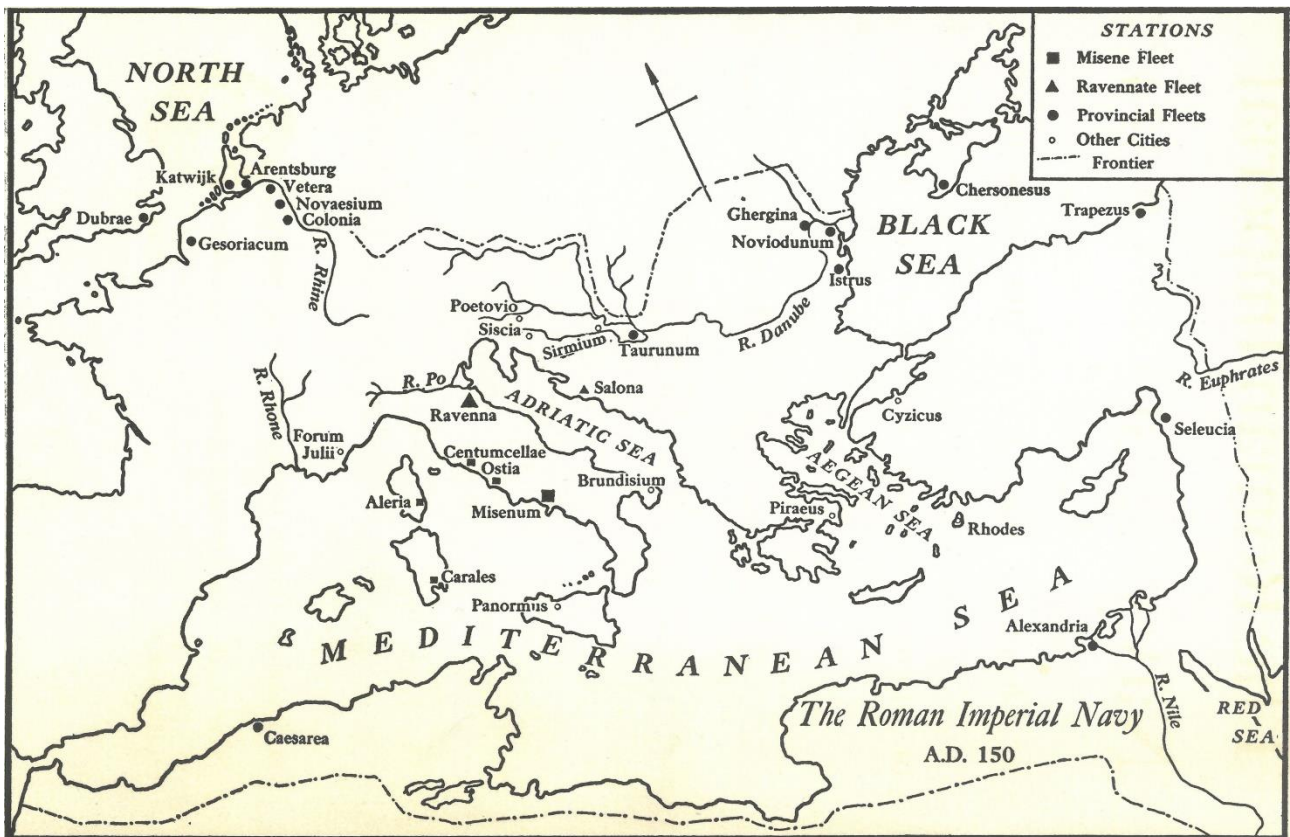 NORTH
SEA
STATIONS
Misene Fleet
Ravennate Fleet
Provincial Fleets
Other Cities
Frontier
Katwijk
Arentsburg
Vetera
Novaesium
Colonia
Dubrae
Gesoriacum
R. Rhine
Chersonesus
Trapezus
Ghergina
Noviodunum
BLACK
SEA
Istrus
Poetovio
Siscia
Sirmium
Taurunum
R. Danube
R. Euphrates
R. Rhone
R. Po
Ravenna
Salona
ADRIATIC SEA
Cyzicus
Seleucia
Forum
Julii
Centumcellae
Ostia
Aleria
Misenum
Brundisium
AEGEAN SEA
Piraeus
Rhodes
Carales
Panormus
MEDITERRANEAN SEA
Alexandria
R. Nile
RED
SEA
Caesarea
The Roman Imperial Navy
A.D. 150